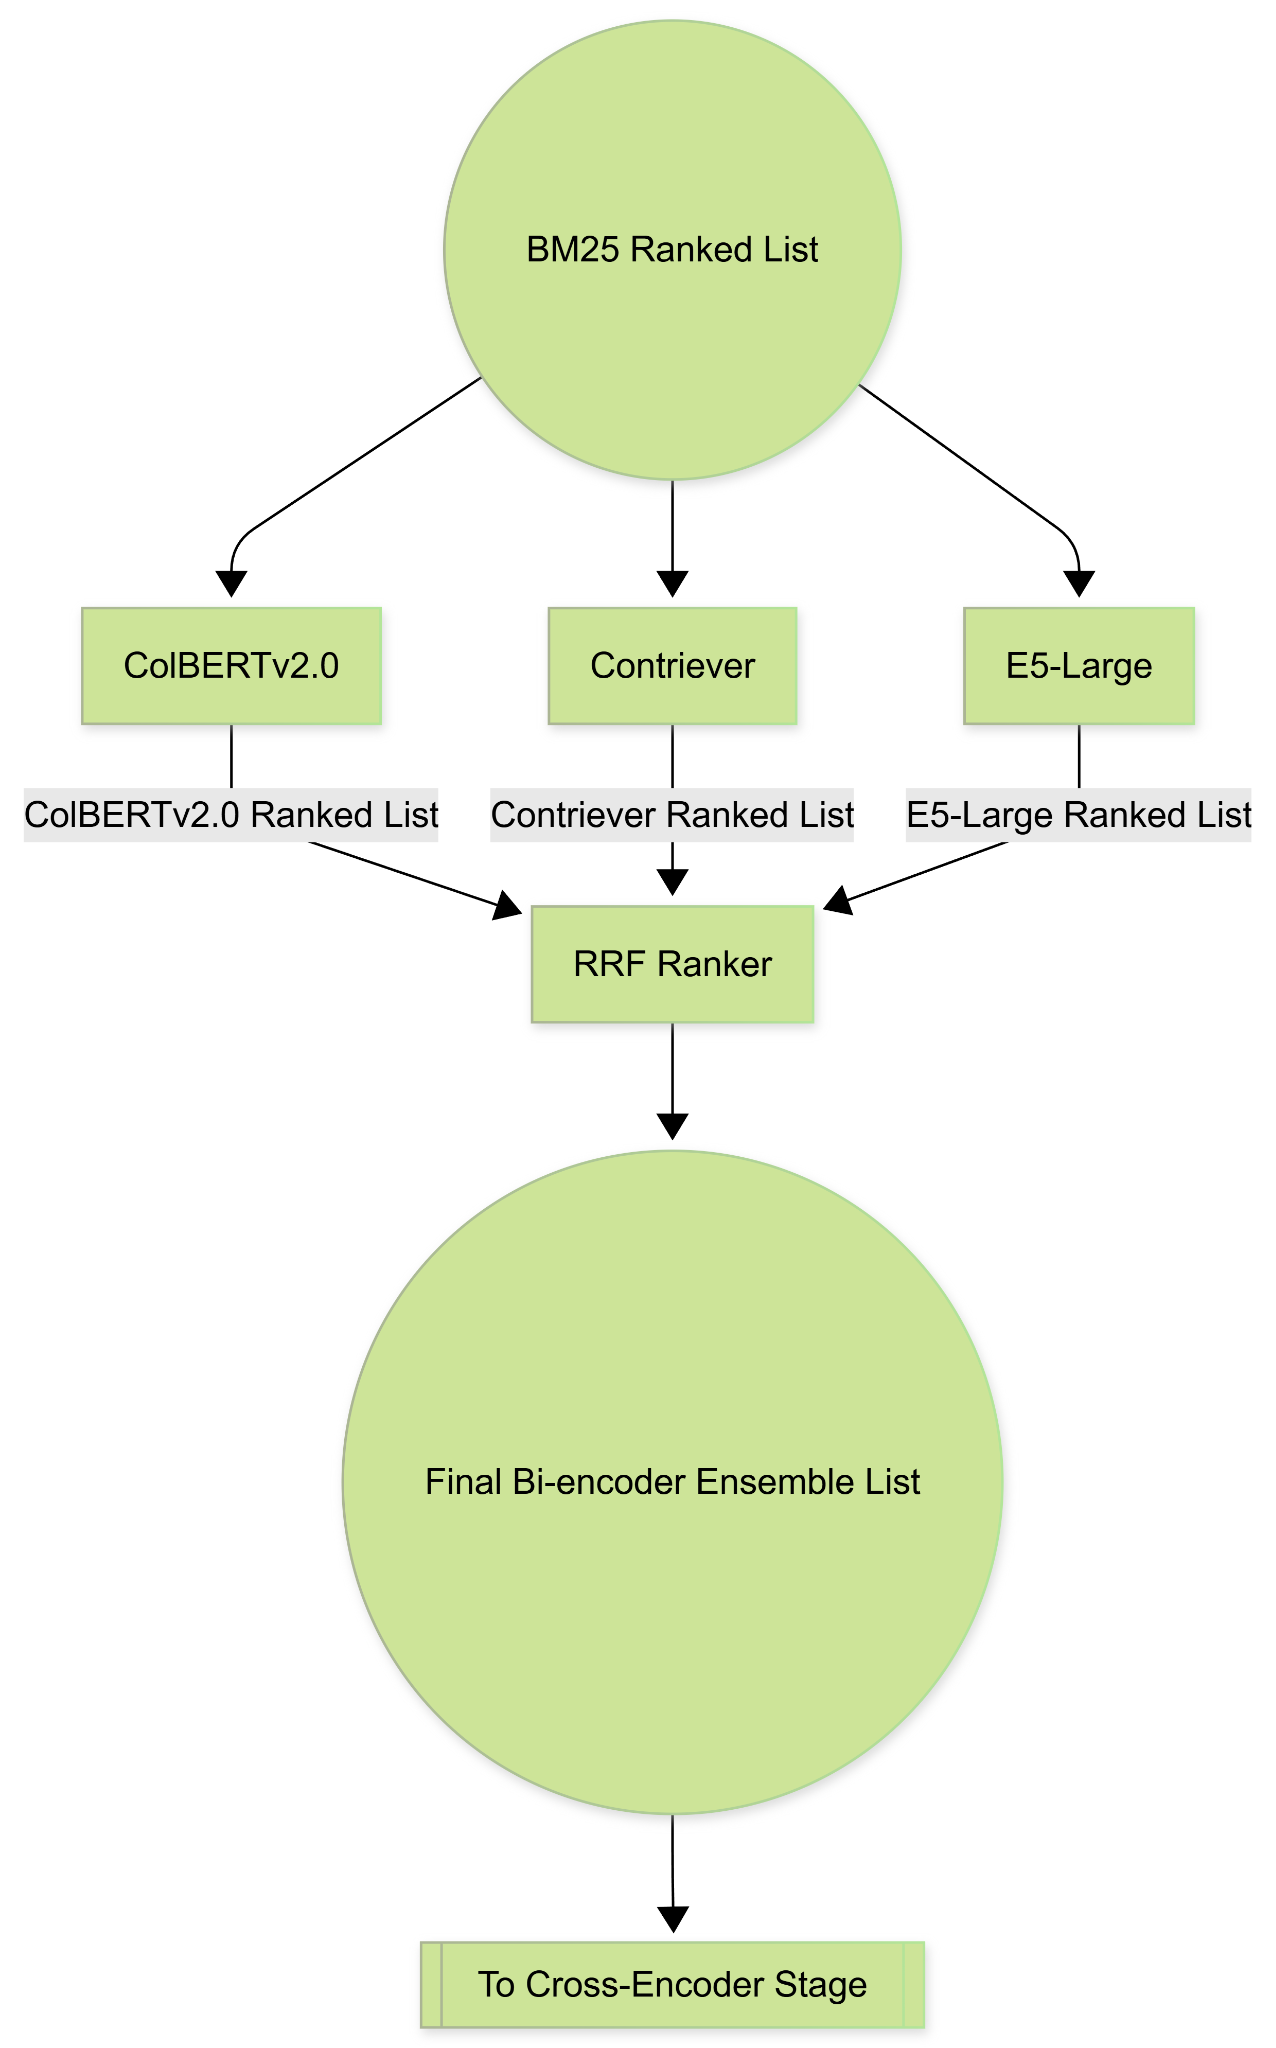 BM25 Ranked List
ColBERTv2.0
Contriever
E5-Large
ColBERTv2.0 Ranked List
Contriever Ranked List
E5-Large Ranked List
RRF Ranker
Final Bi-encoder Ensemble List
To Cross-Encoder Stage